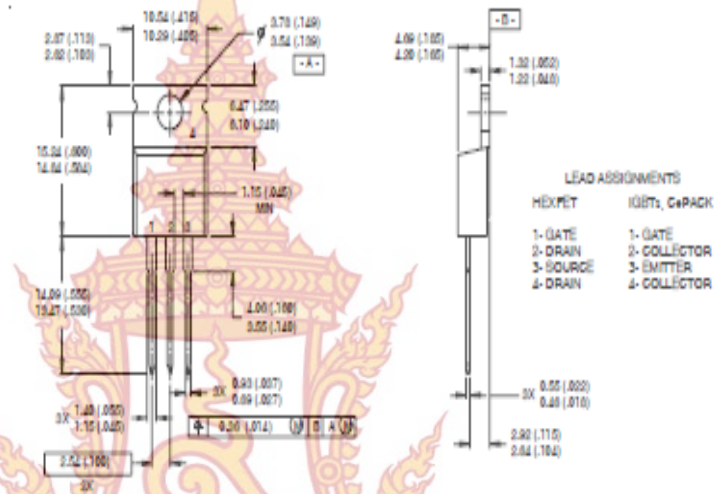 10.54 (.415)
10.29 (.405)
3.78 (.149)
3.54 (.139)
- A -
2.87 (.113)
2.62 (.103)
4
6.47 (.255)
6.10 (.240)
15.24 (.600)
14.84 (.584)
1.15 (.045)
MIN
1 2 3
14.09 (.555)
13.47 (.530)
4.06 (.160)
3.55 (.140)
3X 0.93 (.037)
0.69 (.027)
3X 1.40 (.055)
1.15 (.045)
0.36 (.014) M B A M
2.54 (.100)
2X
- B -
4.69 (.185)
4.20 (.165)
1.32 (.052)
1.22 (.048)
LEAD ASSIGNMENTS
HEXFET IGBTs, CoPACK
1- GATE 1- GATE
2- DRAIN 2- COLLECTOR
3- SOURCE 3- EMITTER
4- DRAIN 4- COLLECTOR
3X 0.55 (.022)
0.46 (.018)
2.92 (.115)
2.64 (.104)